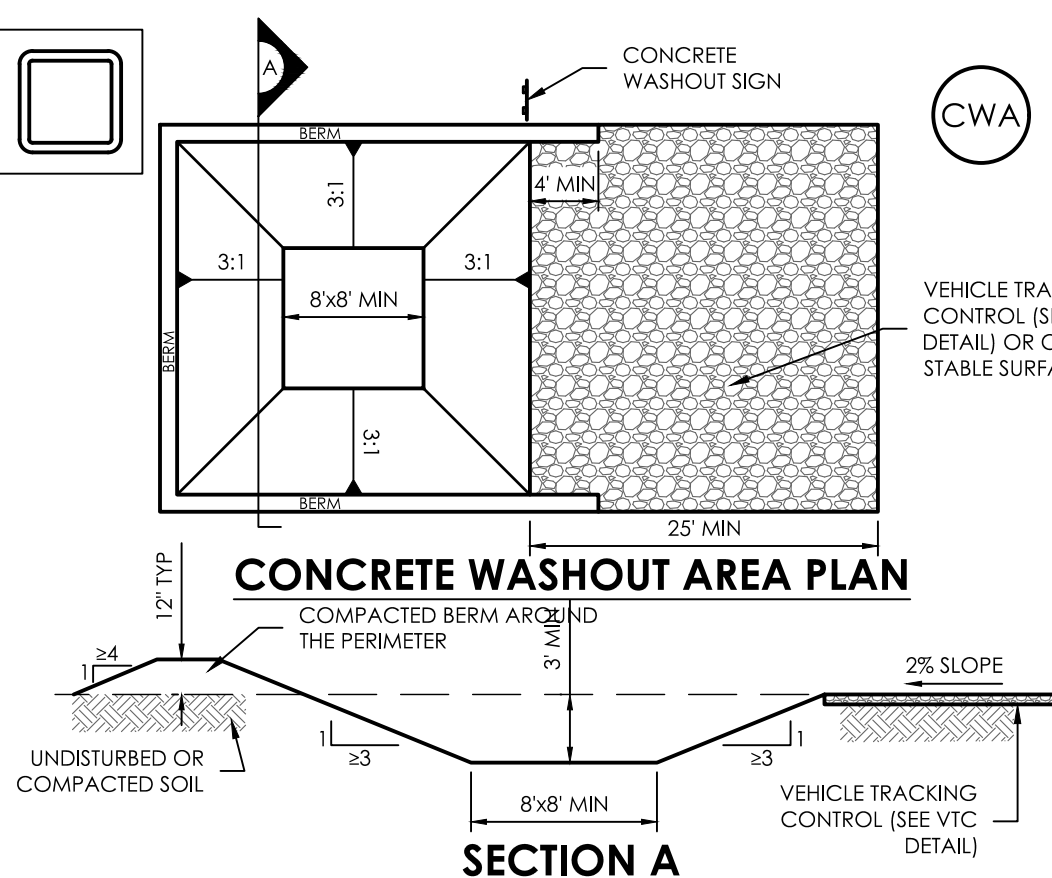 A
CONCRETE
WASHOUT SIGN
CWA
BERM
3:1
4' MIN
3:1
3:1
8'x8' MIN
BERM
VEHICLE TRA
CONTROL (S
DETAIL) OR
STABLE SURFA
3:1
BERM
25' MIN
CONCRETE WASHOUT AREA PLAN
12" TYP
COMPACTED BERM AROUND
THE PERIMETER
3' MIN
1
≥4
2% SLOPE
1
≥3
1
≥3
UNDISTURBED OR
COMPACTED SOIL
8'x8' MIN
VEHICLE TRACKING
CONTROL (SEE VTC
DETAIL)
SECTION A